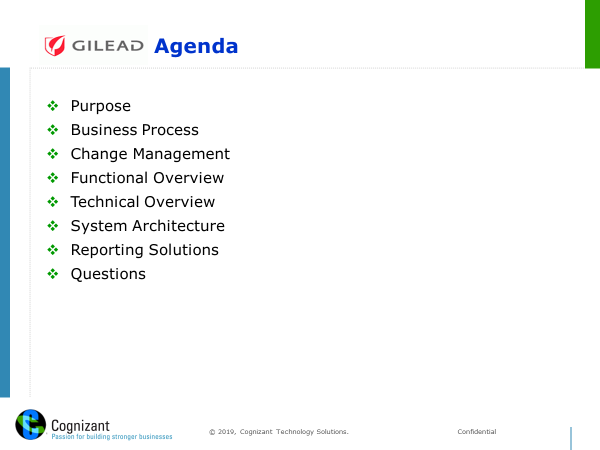 GILEAD Agenda
Purpose
Business Process
Change Management
Functional Overview
Technical Overview
System Architecture
Reporting Solutions
Questions
Cognizant
Passion for building stronger businesses
© 2019, Cognizant Technology Solutions.
Confidential